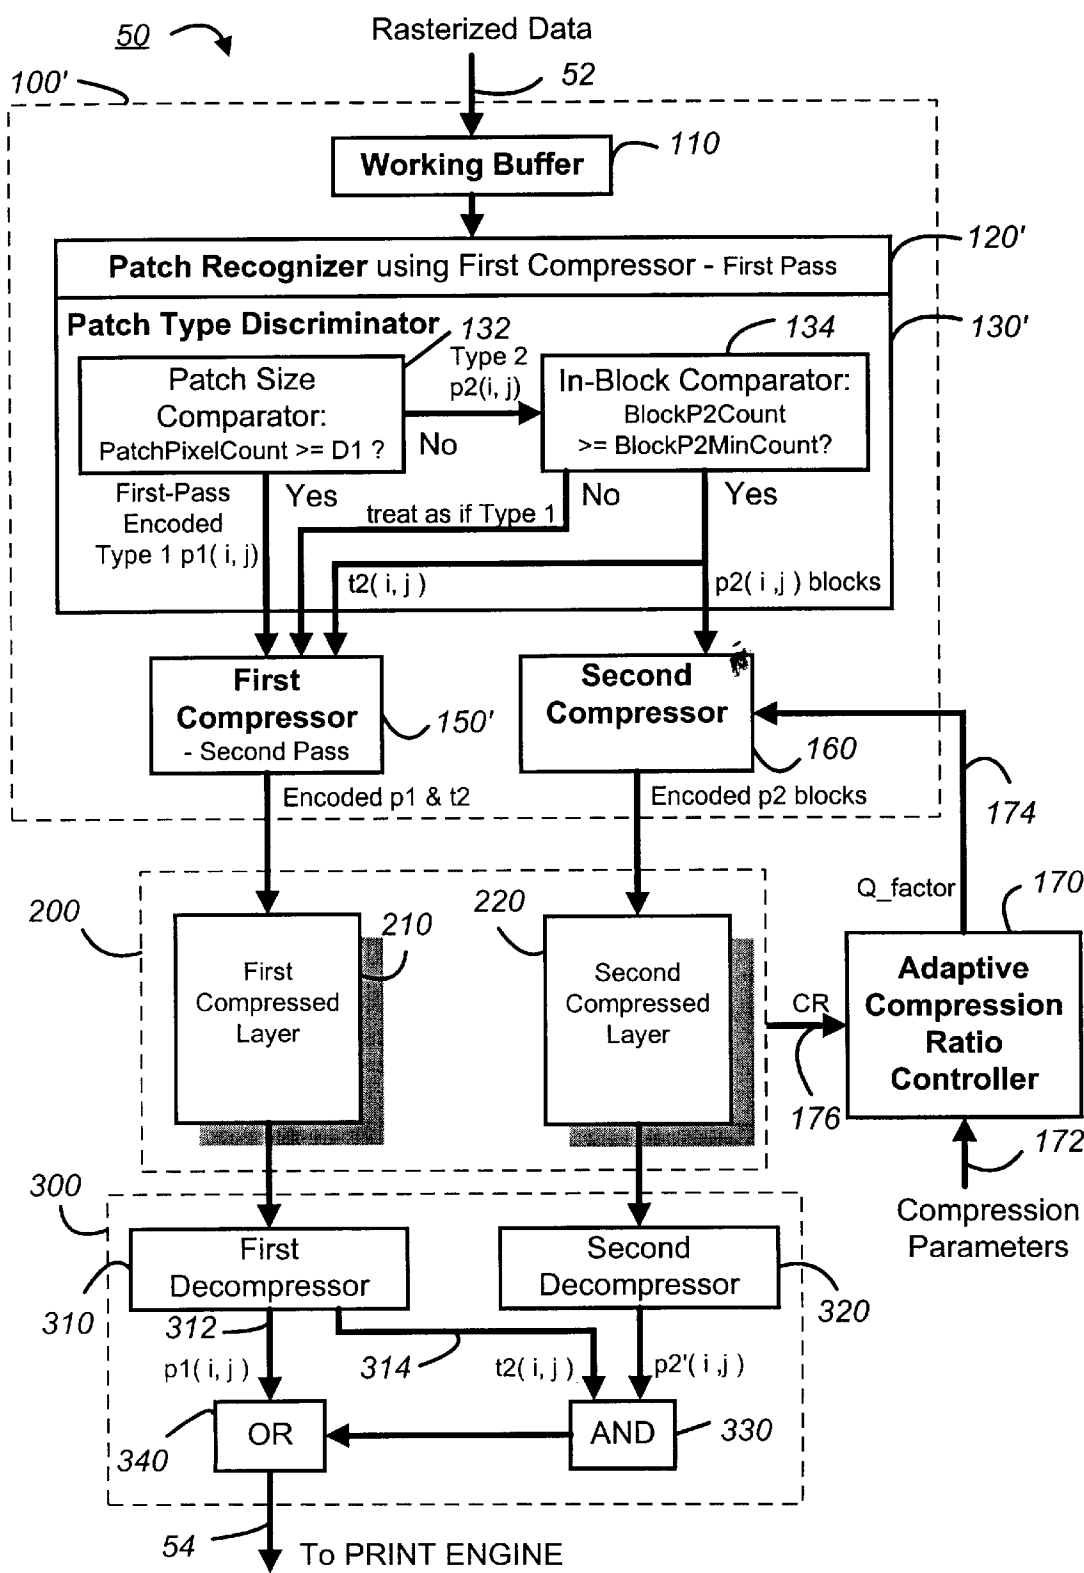 50
Rasterized Data
52
100'
Working Buffer
110
120'
Patch Recognizer using First Compressor - First Pass
Patch Type Discriminator
130'
132
134
Patch Size
Comparator:
PatchPixelCount >= D1 ?
Type 2
p2(i, j)
No
In-Block Comparator:
BlockP2Count
>= BlockP2MinCount?
First-Pass
Encoded
Type 1 p1( i, j)
Yes
treat as if Type 1
No
Yes
t2( i, j )
p2( i ,j ) blocks
First
Compressor
- Second Pass
150'
Second
Compressor
160
174
Encoded p1 & t2
Encoded p2 blocks
Q_factor
170
200
210
220
First
Compressed
Layer
Second
Compressed
Layer
CR
176
Adaptive
Compression
Ratio
Controller
172
Compression
Parameters
300
First
Decompressor
310
Second
Decompressor
320
312
314
p1( i, j )
t2( i, j )
p2'( i ,j )
OR
340
AND
330
54
To PRINT ENGINE